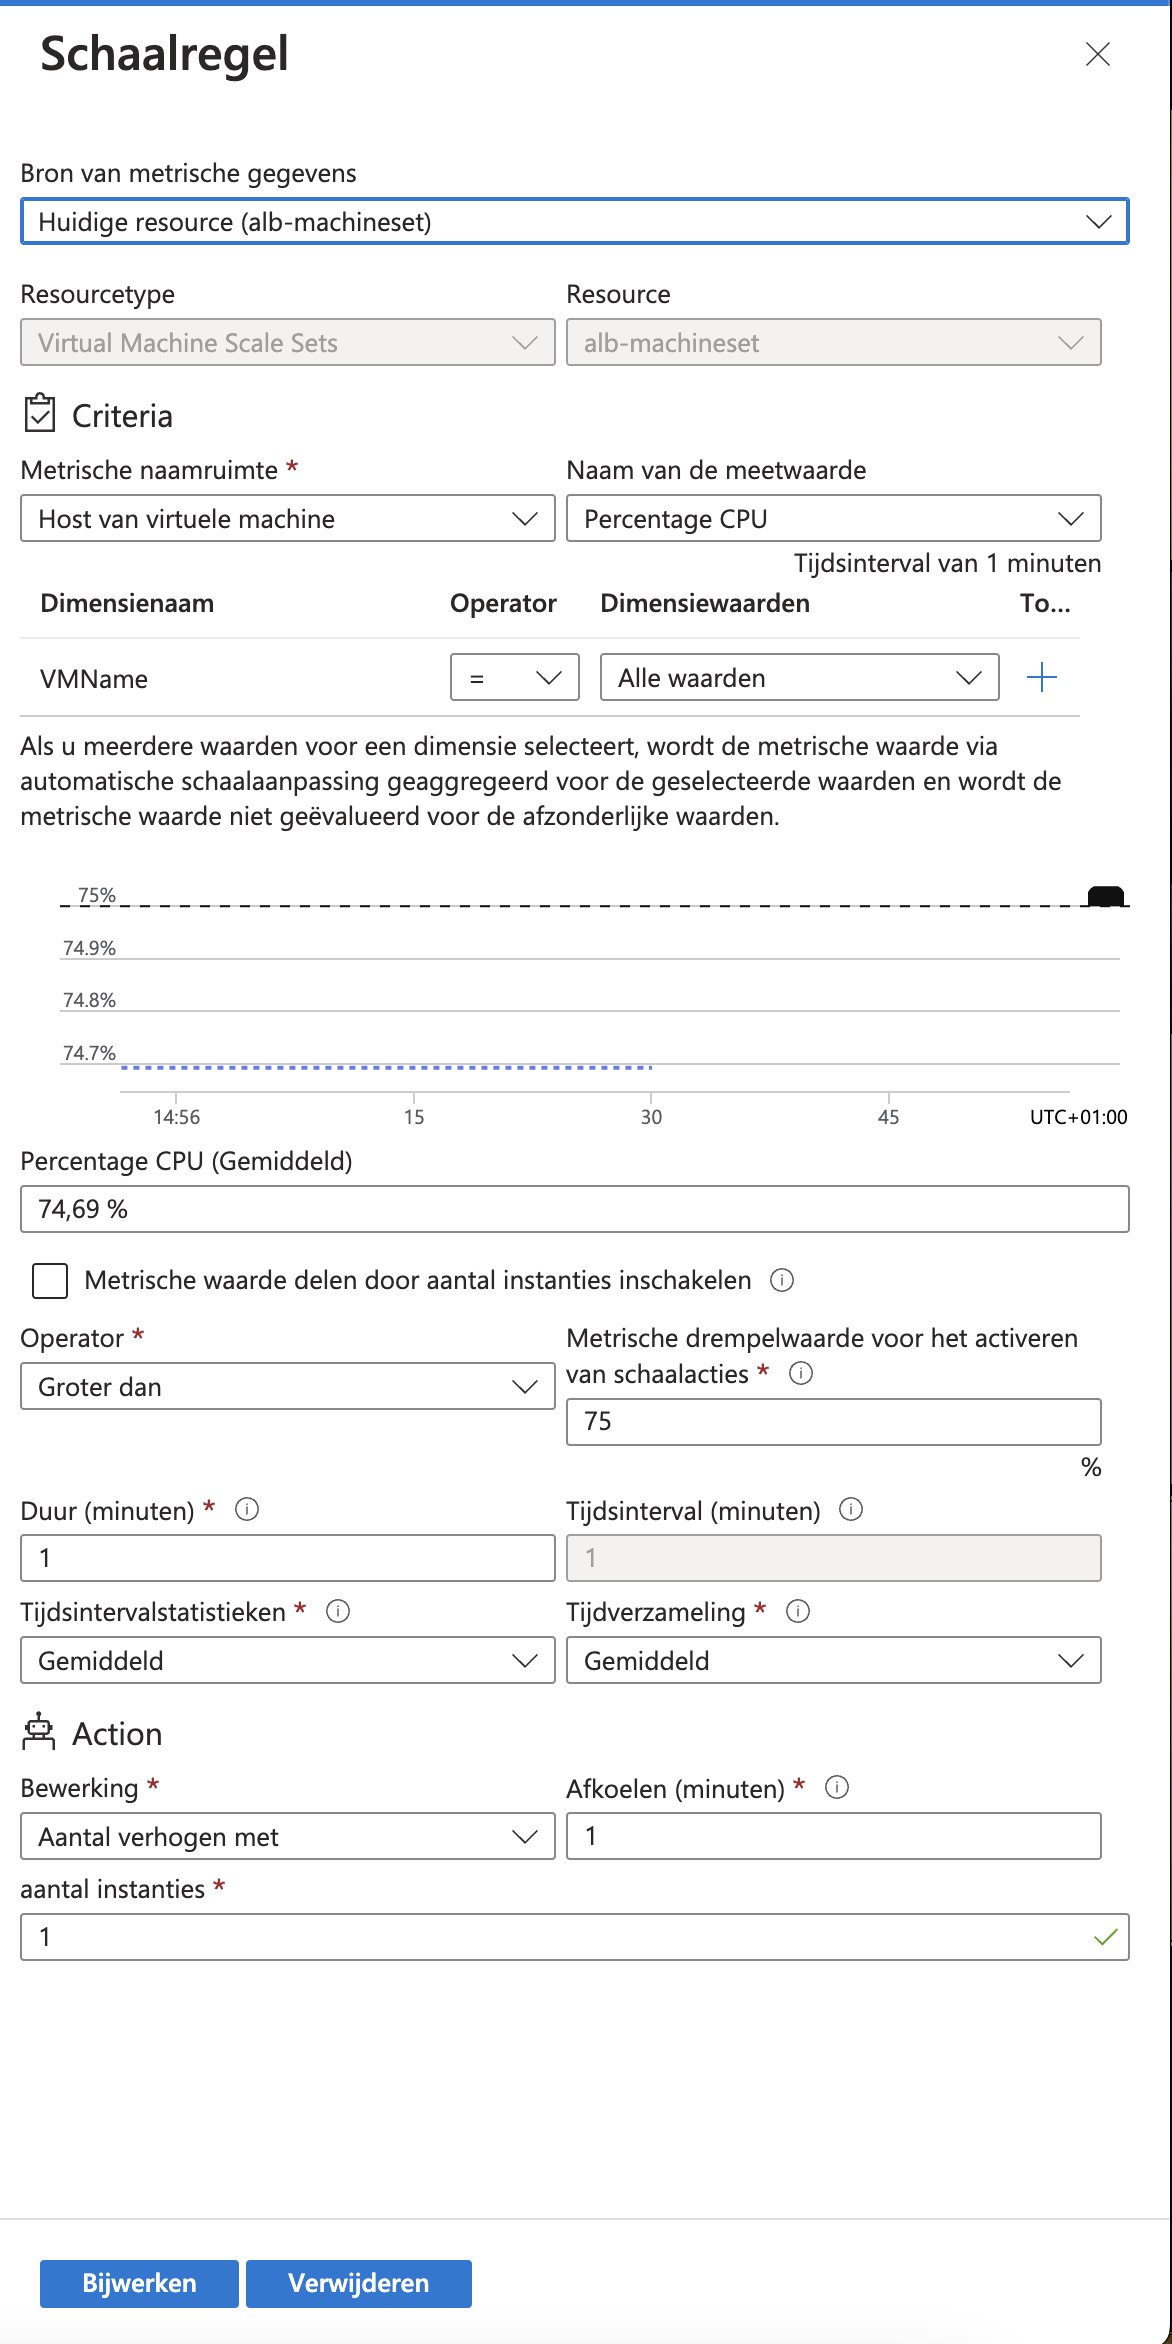 Schaalregel
Bron van metrische gegevens
Huidige resource (alb-machineset)
Resourcetype
Resource
Virtual Machine Scale Sets
alb-machineset
Criteria
Metrische naamruimte *
Naam van de meetwaarde
Host van virtuele machine
Percentage CPU
Tijdsinterval van 1 minuten
Dimensienaam
Operator
Dimensiewaarden
To...
VMName
=
Alle waarden
Als u meerdere waarden voor een dimensie selecteert, wordt de metrische waarde via
automatische schaalaanpassing geaggregeerd voor de geselecteerde waarden en wordt de
metrische waarde niet geëvalueerd voor de afzonderlijke waarden.
75%
74.9%
74.8%
74.7%
14:56
15
30
45
UTC+01:00
Percentage CPU (Gemiddeld)
74,69 %
Metrische waarde delen door aantal instanties inschakelen
Operator *
Metrische drempelwaarde voor het activeren
van schaalacties *
Groter dan
75
%
Duur (minuten) *
Tijdsinterval (minuten)
1
1
Tijdsintervalstatistieken *
Tijdverzameling *
Gemiddeld
Gemiddeld
Action
Bewerking *
Afkoelen (minuten) *
Aantal verhogen met
1
aantal instanties *
1
Bijwerken
Verwijderen